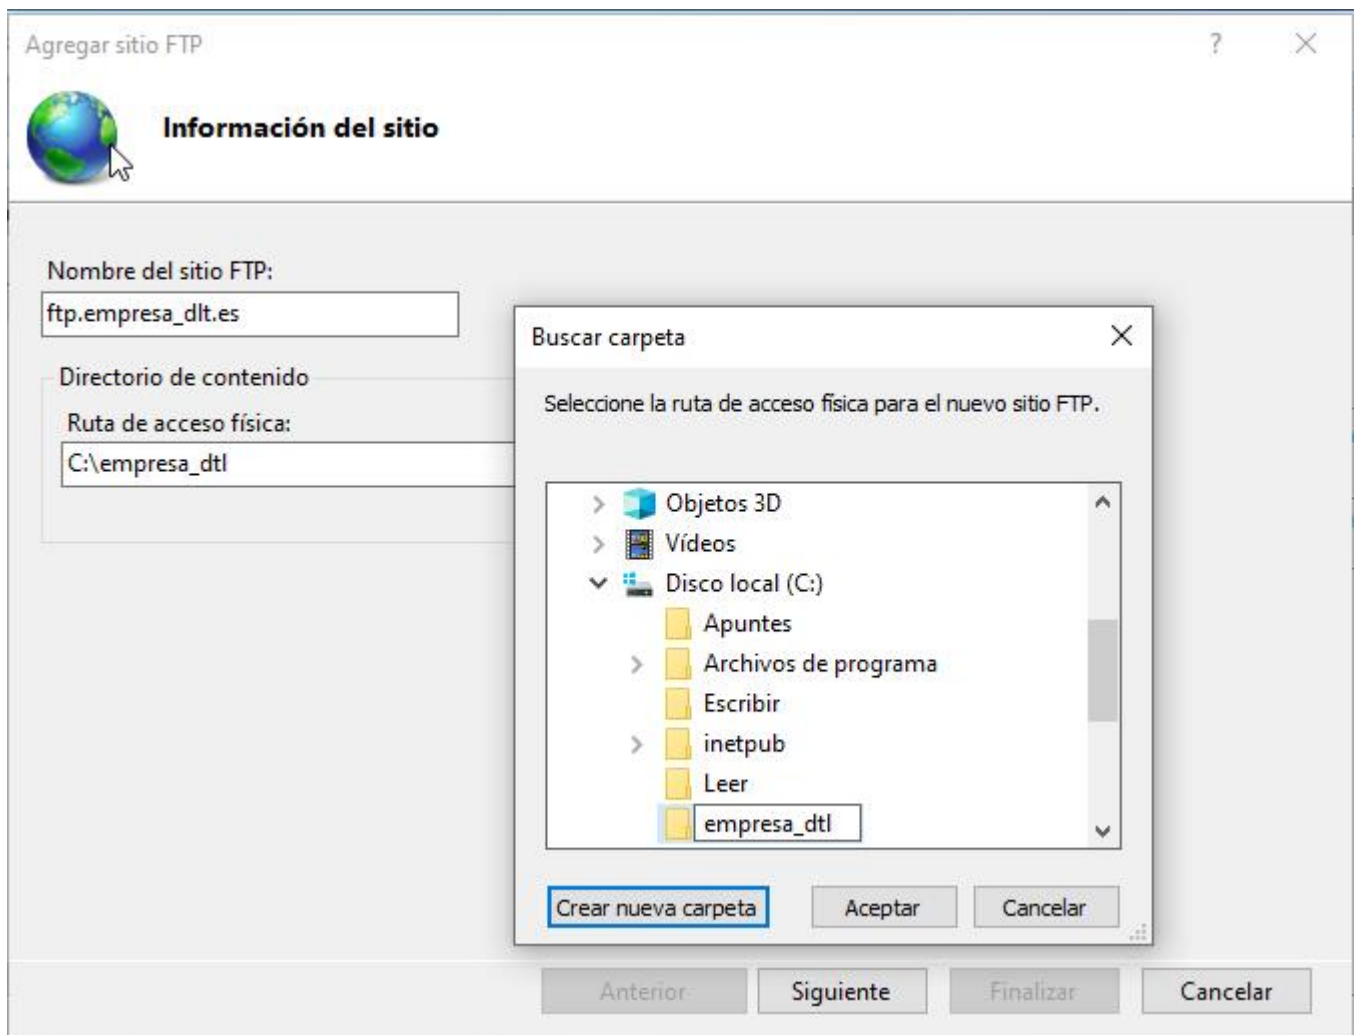 Agregar sitio FTP
?
Información del sitio
Nombre del sitio FTP:
ftp.empresa_dlt.es
Directorio de contenido
Ruta de acceso física:
C:\empresa_dtl
Buscar carpeta
Seleccione la ruta de acceso física para el nuevo sitio FTP.
Objetos 3D
Vídeos
Disco local (C:)
Apuntes
Archivos de programa
Escribir
inetpub
Leer
empresa_dtl
Crear nueva carpeta Aceptar Cancelar
Anterior Siguiente Finalizar Cancelar